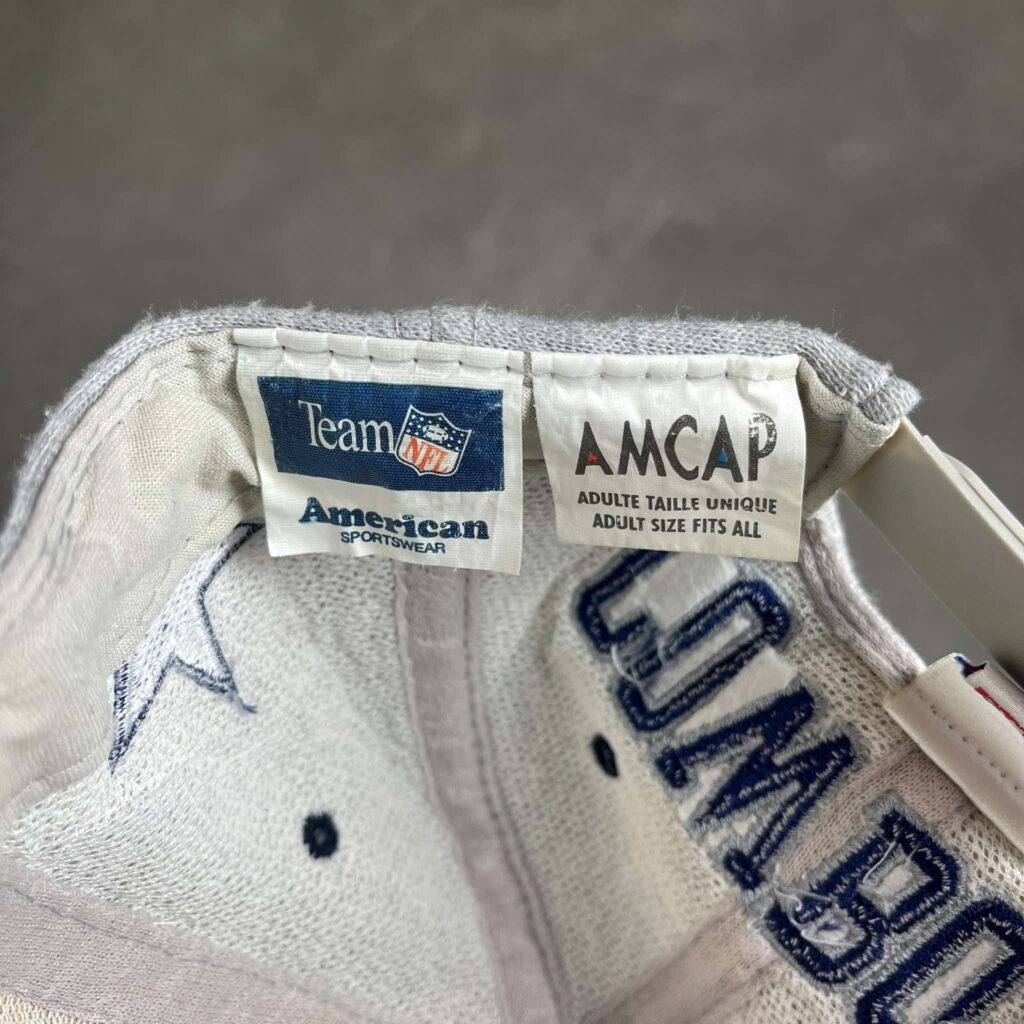 Team NFL
American
SPORTSWEAR
AMCAP
ADULTE TAILLE UNIQUE
ADULT SIZE FITS ALL